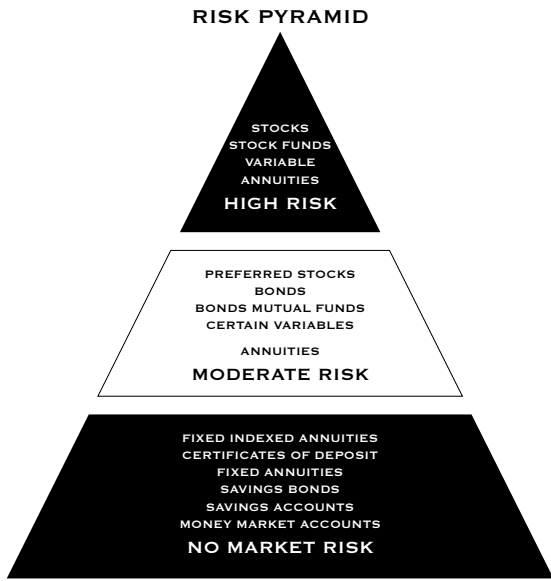 RISK PYRAMID
STOCKS
STOCK FUNDS
VARIABLE
ANNUITIES
HIGH RISK
PREFERRED STOCKS
BONDS
BONDS MUTUAL FUNDS
CERTAIN VARIABLES
ANNUITIES
MODERATE RISK
FIXED INDEXED ANNUITIES
CERTIFICATES OF DEPOSIT
FIXED ANNUITIES
SAVINGS BONDS
SAVINGS ACCOUNTS
MONEY MARKET ACCOUNTS
NO MARKET RISK